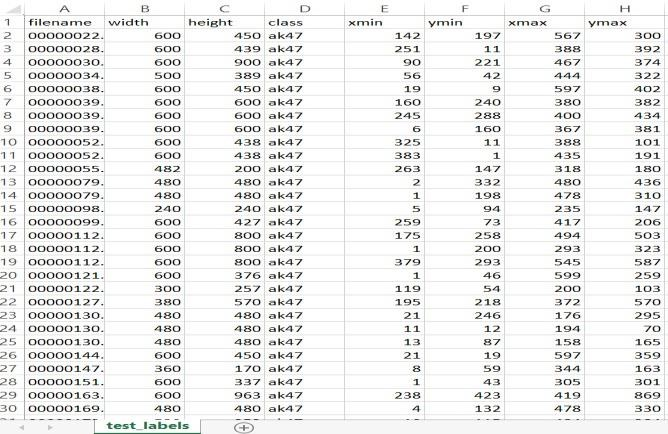 A B C D E F G H
1 filename width height class xmin ymin xmax ymax
2 00000022. 600 450 ak47 142 197 567 300
3 00000028. 600 439 ak47 251 11 388 392
4 00000030. 600 900 ak47 90 221 467 374
5 00000034. 500 389 ak47 56 42 444 322
6 00000038. 600 450 ak47 19 9 597 402
7 00000039. 600 600 ak47 160 240 380 382
8 00000039. 600 600 ak47 245 288 400 434
9 00000039. 600 600 ak47 6 160 367 381
10 00000052. 600 438 ak47 325 11 388 101
11 00000052. 600 438 ak47 383 1 435 191
12 00000055. 482 200 ak47 263 147 318 180
13 00000079. 480 480 ak47 2 332 480 436
14 00000079. 480 480 ak47 1 198 478 310
15 00000098. 240 240 ak47 5 94 235 147
16 00000099. 600 427 ak47 259 73 417 206
17 00000112. 600 800 ak47 175 258 494 503
18 00000112. 600 800 ak47 1 200 293 323
19 00000112. 600 800 ak47 379 293 545 587
20 00000121. 600 376 ak47 1 46 599 259
21 00000122. 300 257 ak47 119 54 200 103
22 00000127. 380 570 ak47 195 218 372 570
23 00000130. 480 480 ak47 21 246 176 295
24 00000130. 480 480 ak47 11 12 194 70
25 00000130. 480 480 ak47 13 87 158 165
26 00000144. 600 450 ak47 21 19 597 359
27 00000147. 360 170 ak47 8 59 344 163
28 00000151. 600 337 ak47 1 43 305 301
29 00000163. 600 963 ak47 238 423 419 869
30 00000169. 480 480 ak47 4 132 478 330
test_labels